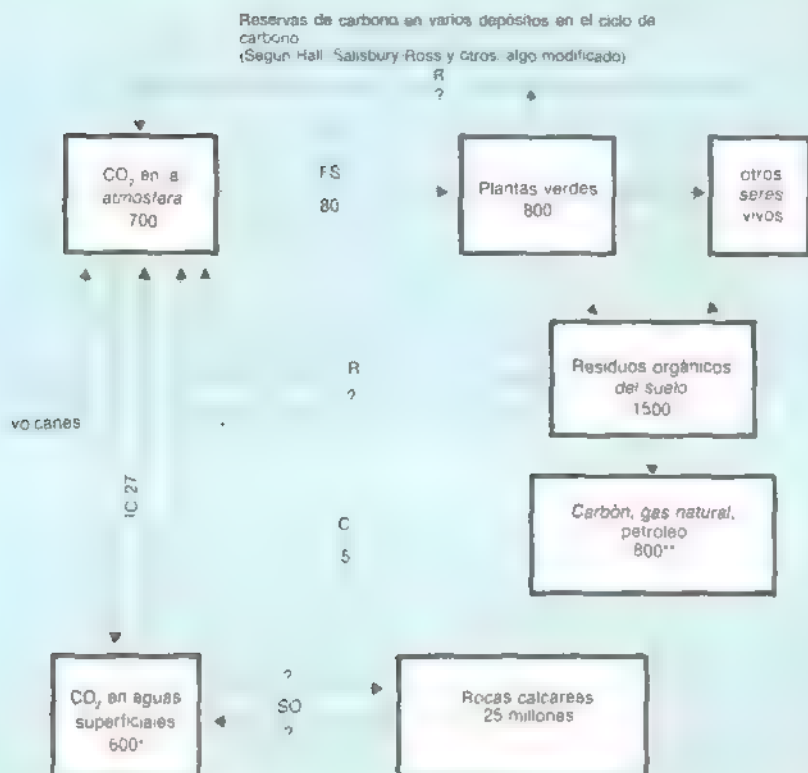 Reservas de carbono en varios depósitos en el ciclo de
carbono
(Segun Hall Salisbury-Ross y otros, algo modificado)
R
?
CO₂ en a
atmosfera
700
FS
80
Plantas verdes
800
otros
seres
vivos
R
?
Residuos orgánicos
del suelo
1500
vo canes
IC 27
C
5
Carbón, gas natural,
petroleo
800**
CO₂ en aguas
superficiales
600*
?
SO
?
Rocas calcareas
25 millones